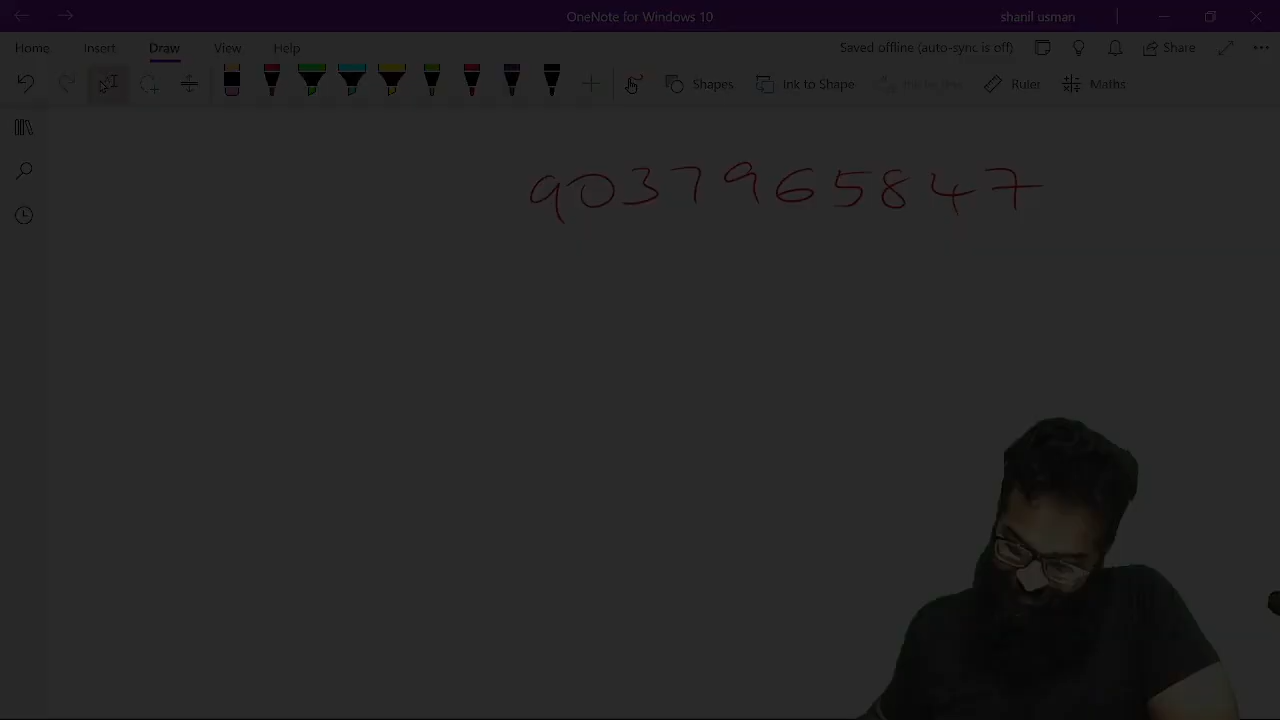 OneNote for Windows 10
shanil usman
Home
Insert
Draw
View
Help
Saved offline (auto-sync is off)
Share
Shapes
Ink to Shape
Ruler
Maths
9037965847